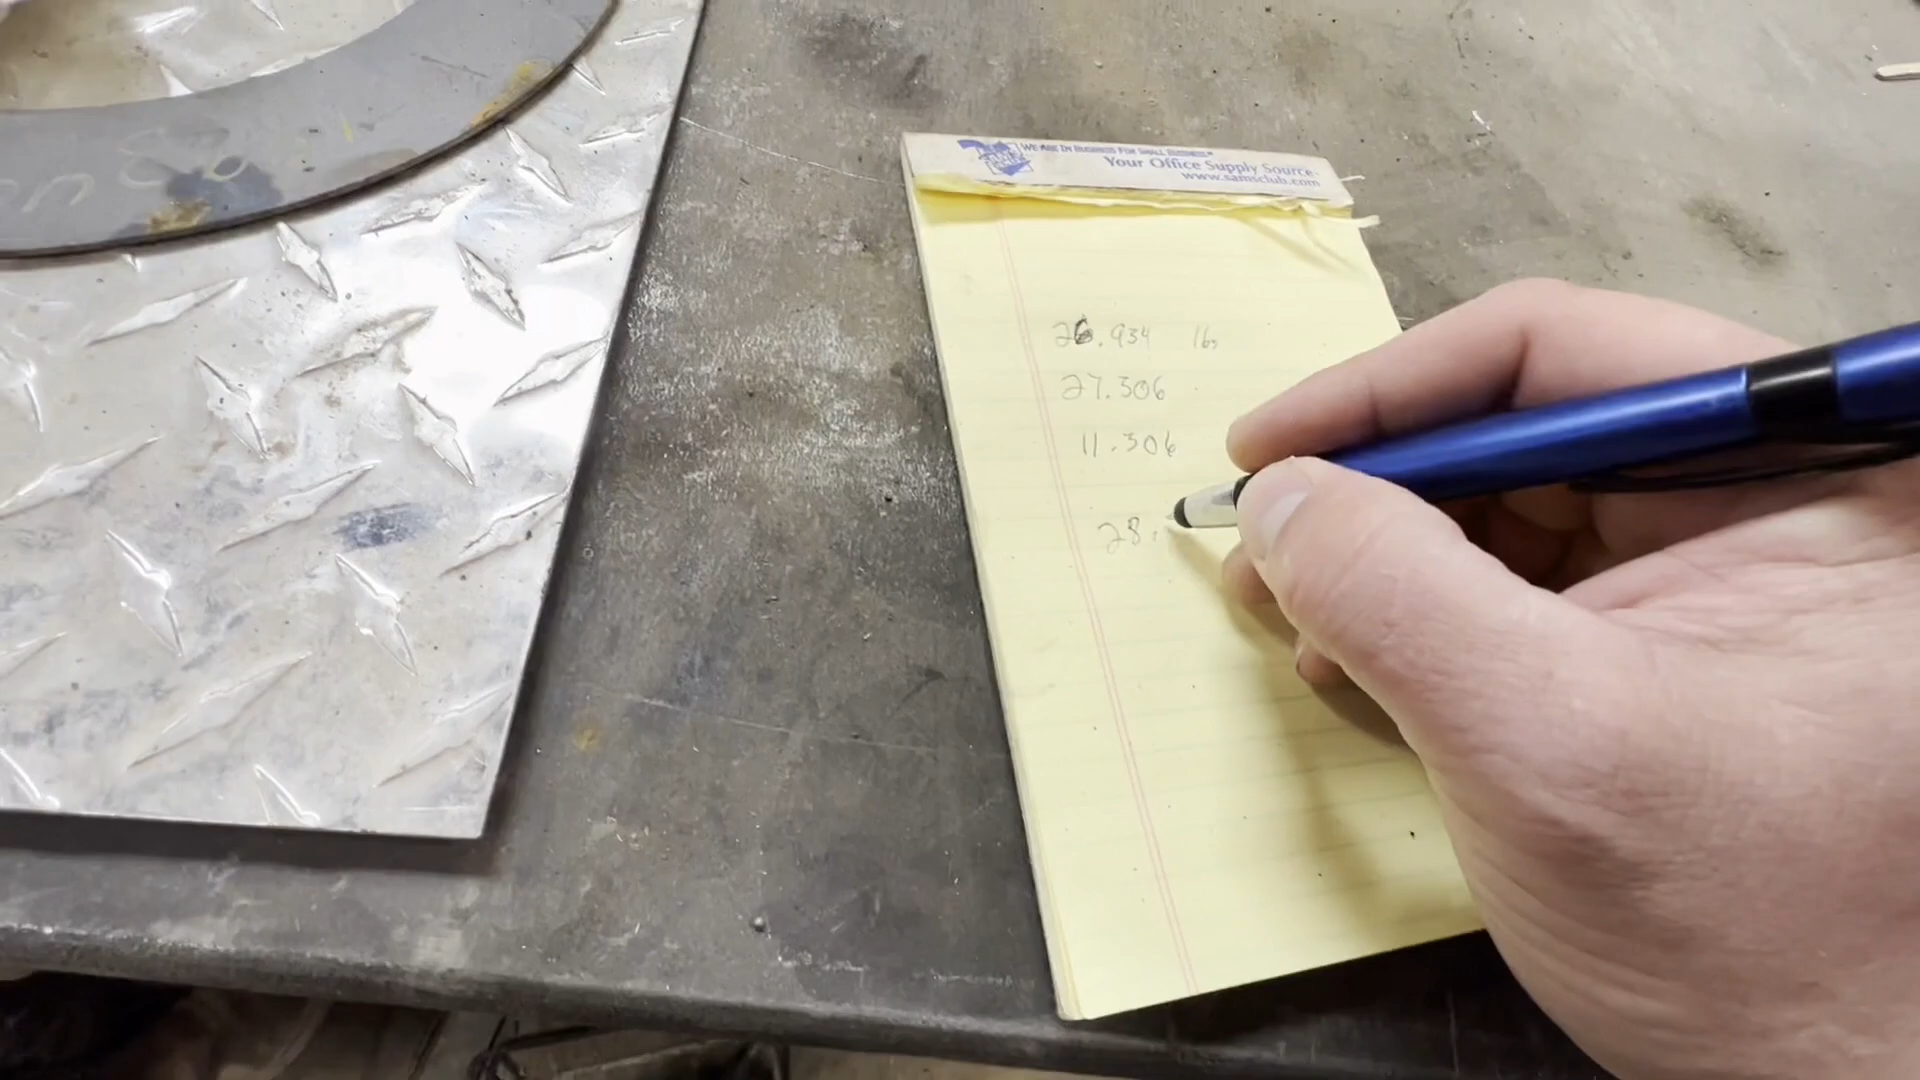 WE ARE IN BUSINESS FOR SMALL BUSINESS
Your Office Supply Source
www.samsclub.com
26.934 lbs
27.306
11.306
28.